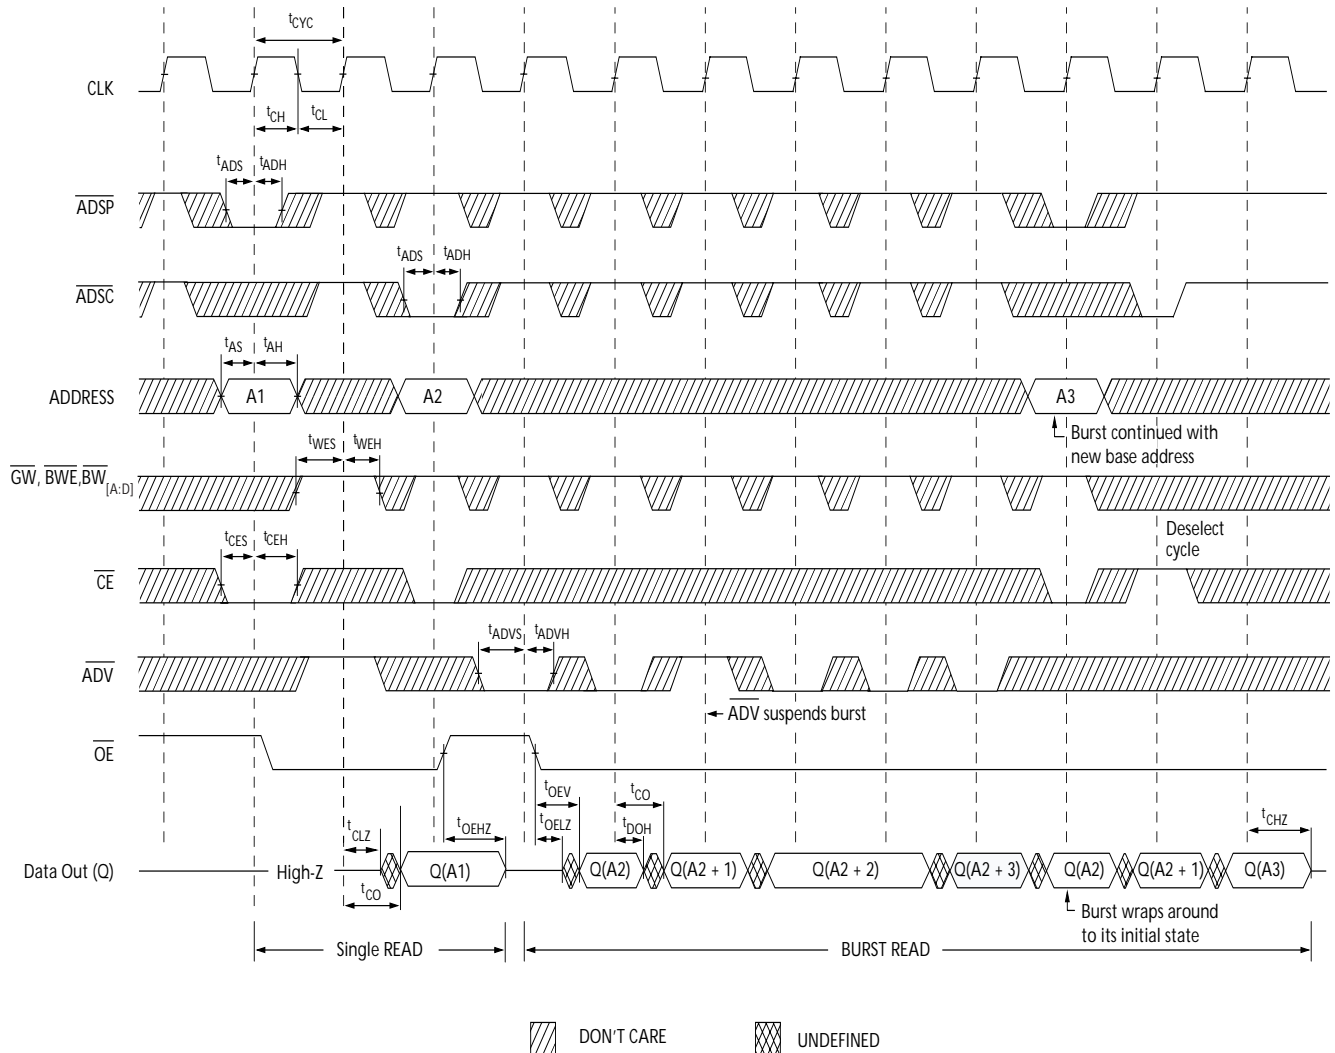 tCYC
CLK
tCH
tCL
tADS
tADH
ADSP
tADS
tADH
ADSC
tAS
tAH
ADDRESS
A1
A2
A3
Burst continued with
new base address
tWES
tWEH
GW, BWE,BW[A:D]
Deselect
cycle
tCES
tCEH
CE
tADVS
tADVH
ADV
ADV suspends burst
OE
tOEV
tCO
tCLZ
tOEHZ
tOELZ
tDOH
tCHZ
Data Out (Q)
High-Z
Q(A1)
Q(A2)
Q(A2 + 1)
Q(A2 + 2)
Q(A2 + 3)
Q(A2)
Q(A2 + 1)
Q(A3)
tCO
Burst wraps around
to its initial state
Single READ
BURST READ
DON'T CARE
UNDEFINED